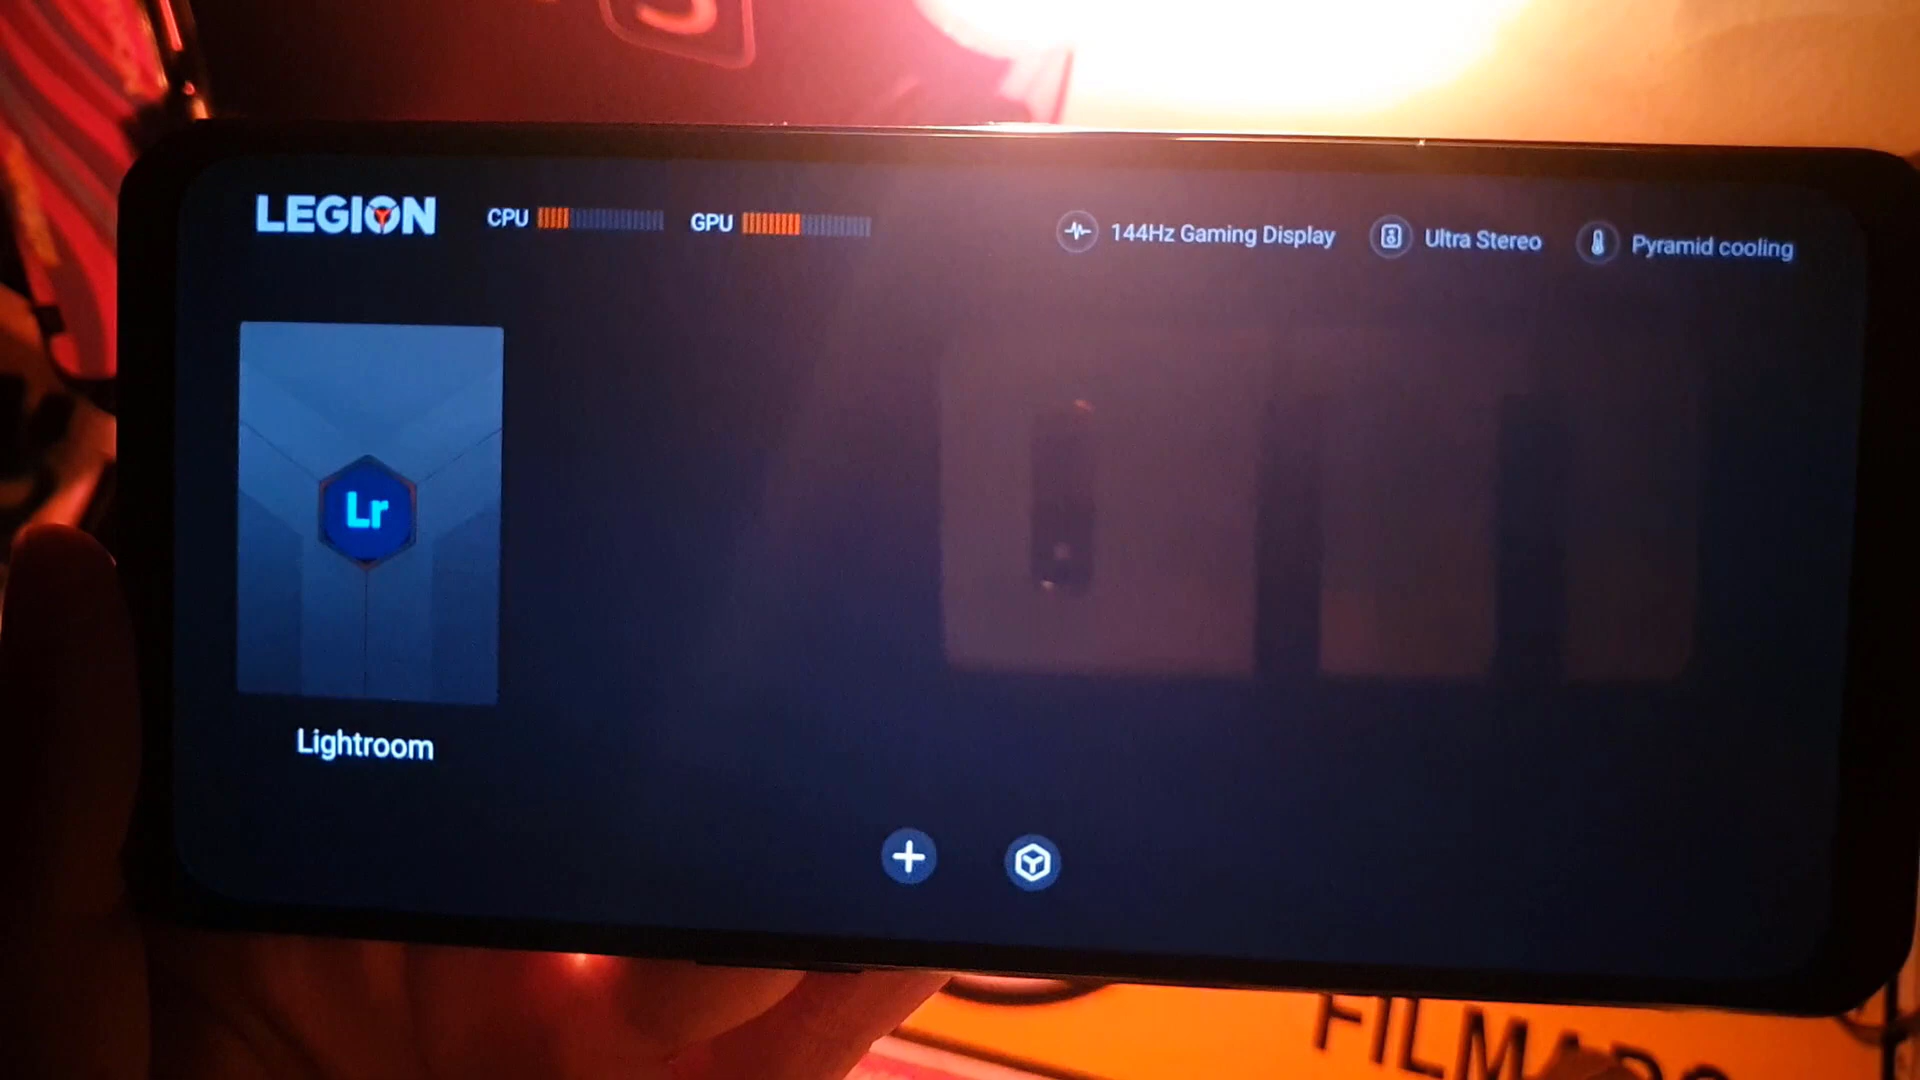 LEGION CPU GPU 144Hz Gaming Display Ultra Stereo Pyramid cooling
Lr
Lightroom